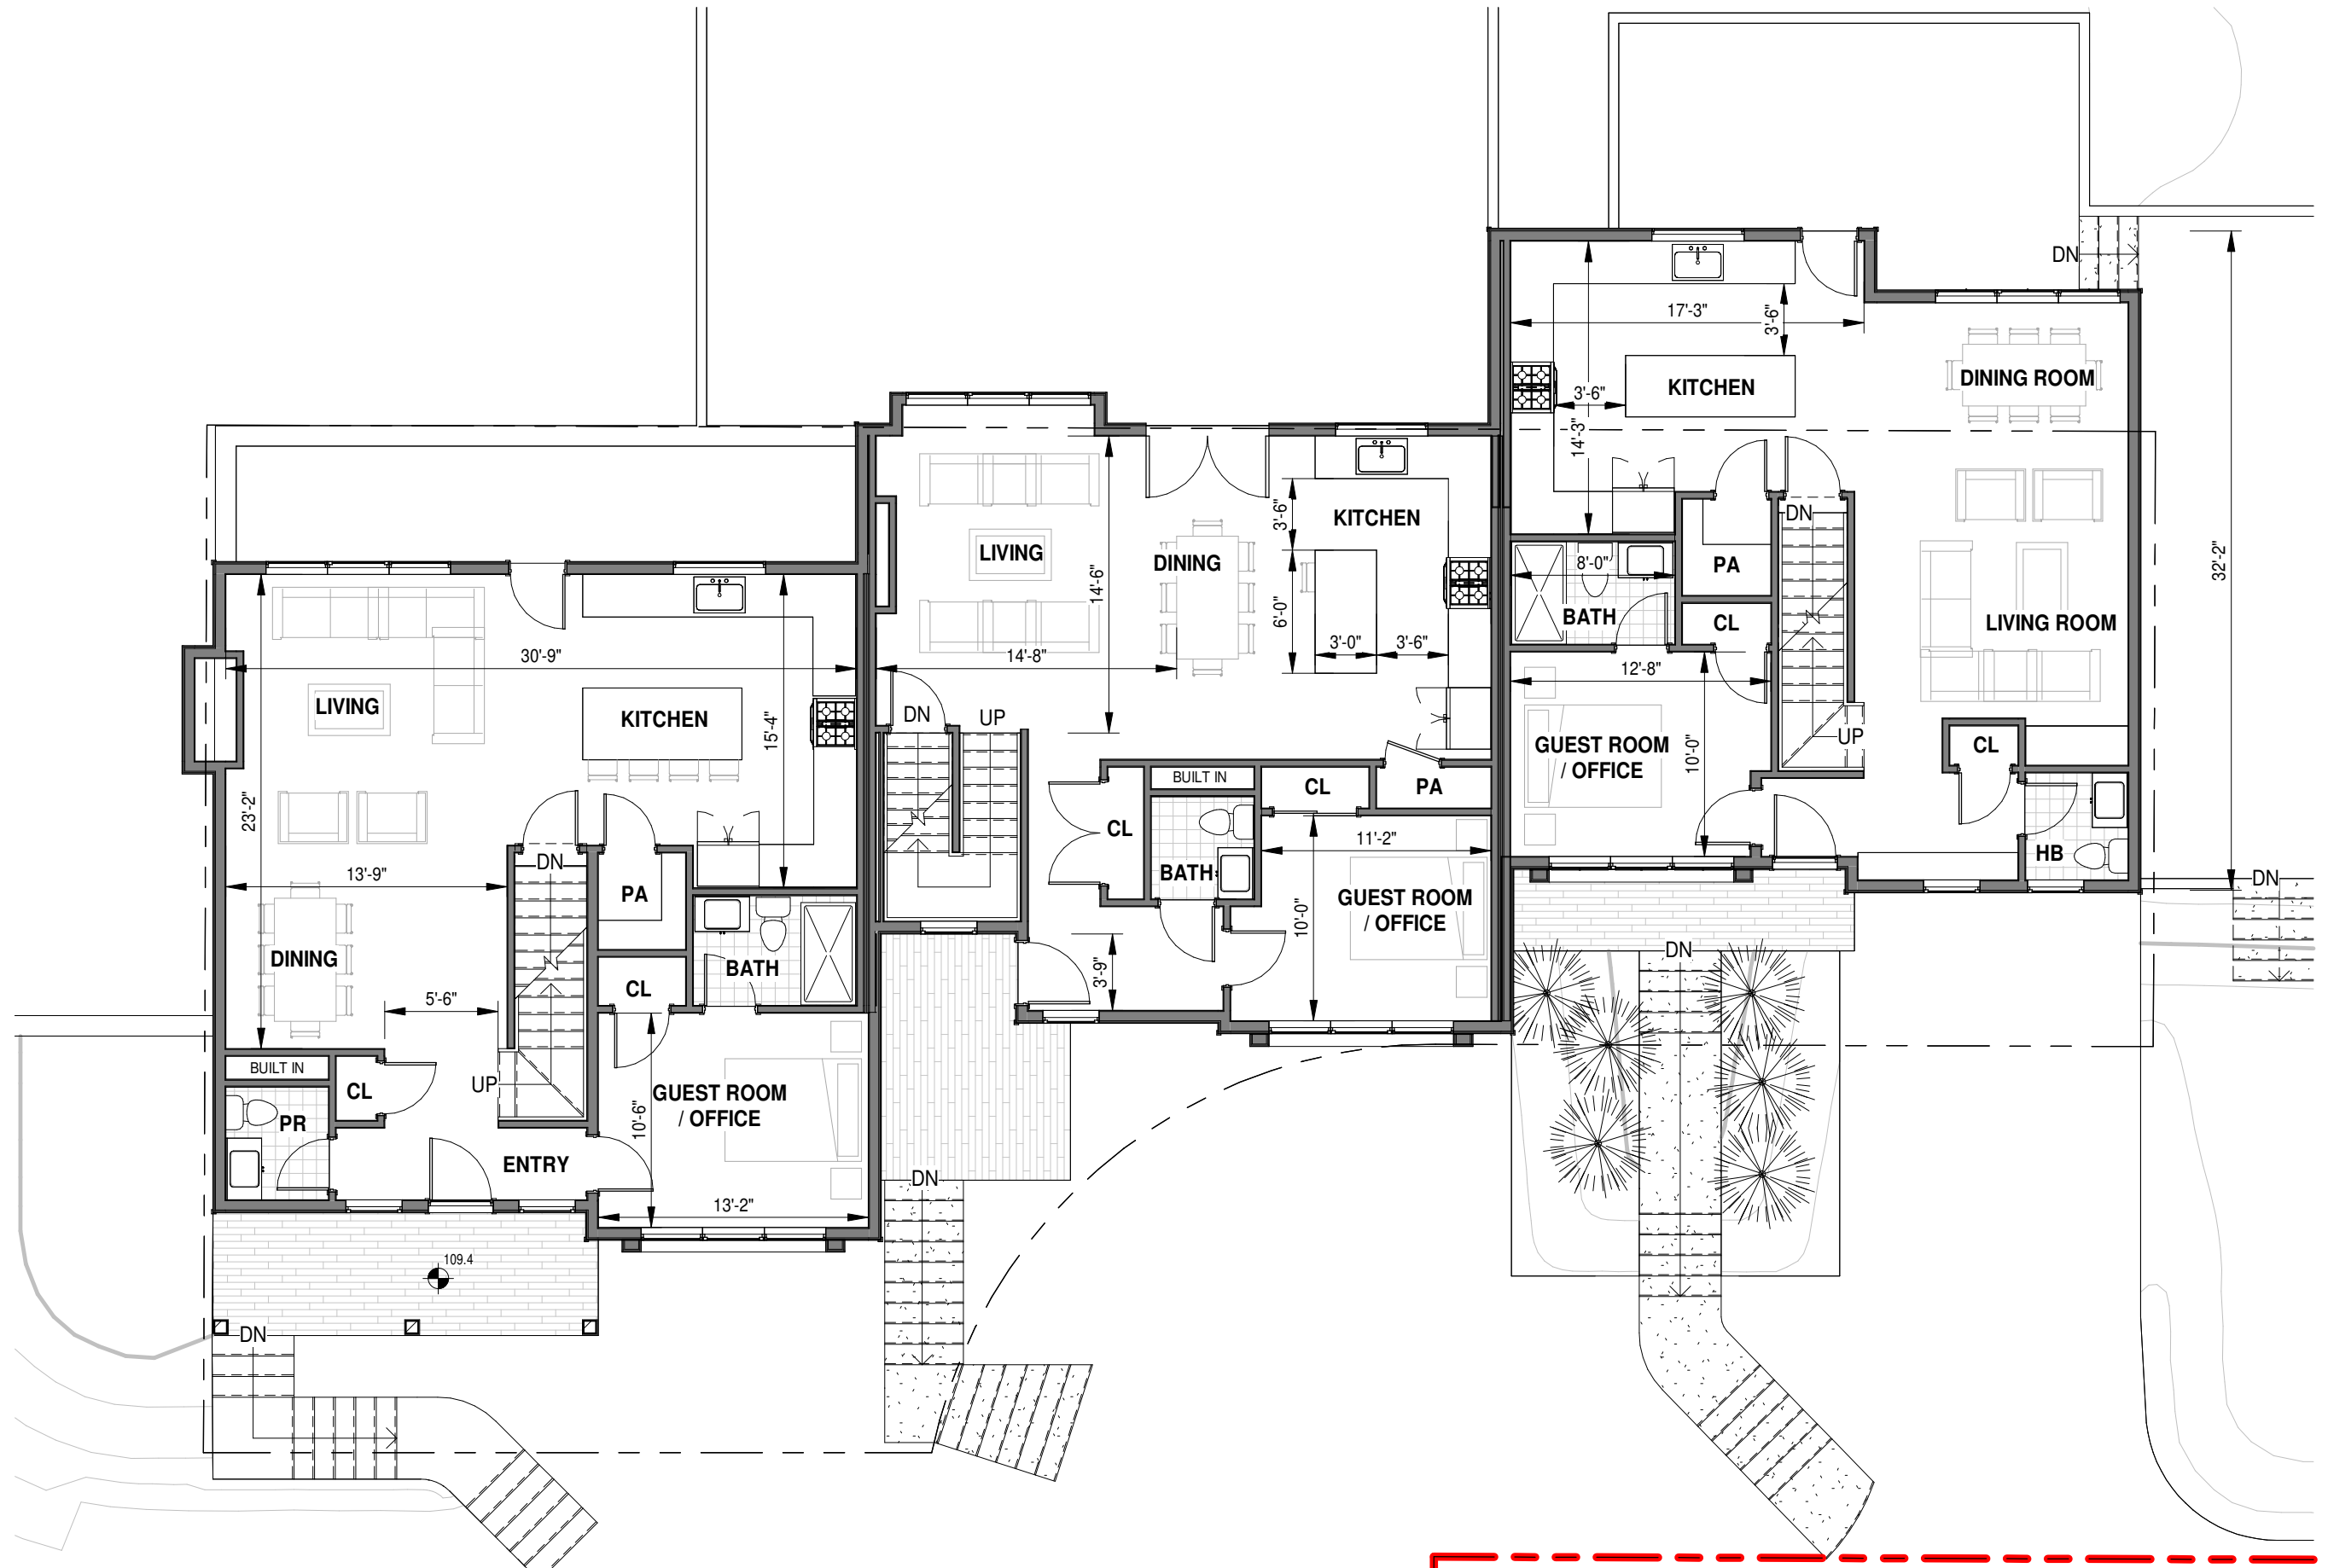 30'-9"
LIVING
KITCHEN
15'-4"
23'-2"
13'-9"
DN
PA
DINING
BATH
5'-6"
CL
BUILT IN
CL
UP
PR
GUEST ROOM
/ OFFICE
10'-6"
ENTRY
13'-2"
109.4
DN
LIVING
DINING
KITCHEN
14'-6"
3'-6"
6'-0"
3'-0"
3'-6"
14'-8"
DN
UP
BUILT IN
CL
PA
CL
BATH
11'-2"
GUEST ROOM
/ OFFICE
10'-0"
3'-9"
DN
DN
17'-3"
3'-6"
KITCHEN
DINING ROOM
3'-6"
14'-3"
DN
8'-0"
PA
BATH
CL
LIVING ROOM
32'-2"
12'-8"
GUEST ROOM
/ OFFICE
10'-0"
UP
CL
HB
DN
DN